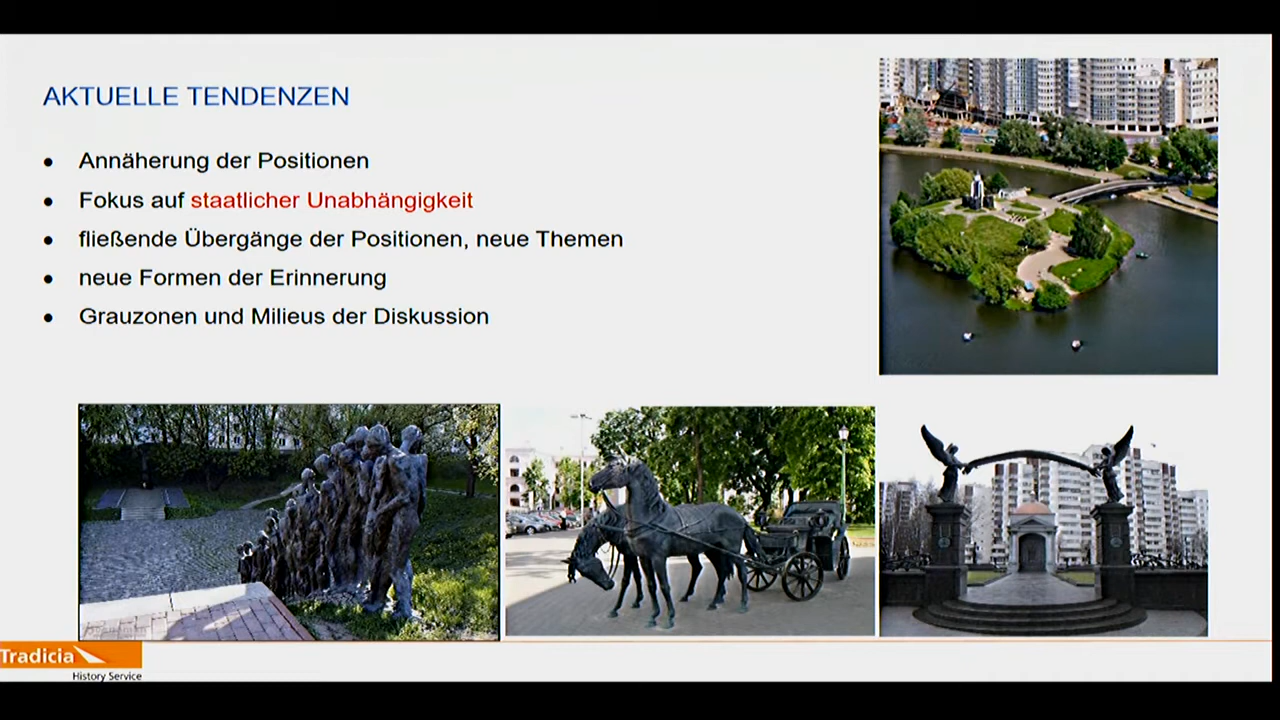 AKTUELLE TENDENZEN
• Annäherung der Positionen
• Fokus auf staatlicher Unabhängigkeit
• fließende Übergänge der Positionen, neue Themen
• neue Formen der Erinnerung
• Grauzonen und Milieus der Diskussion
Tradicia
History Service